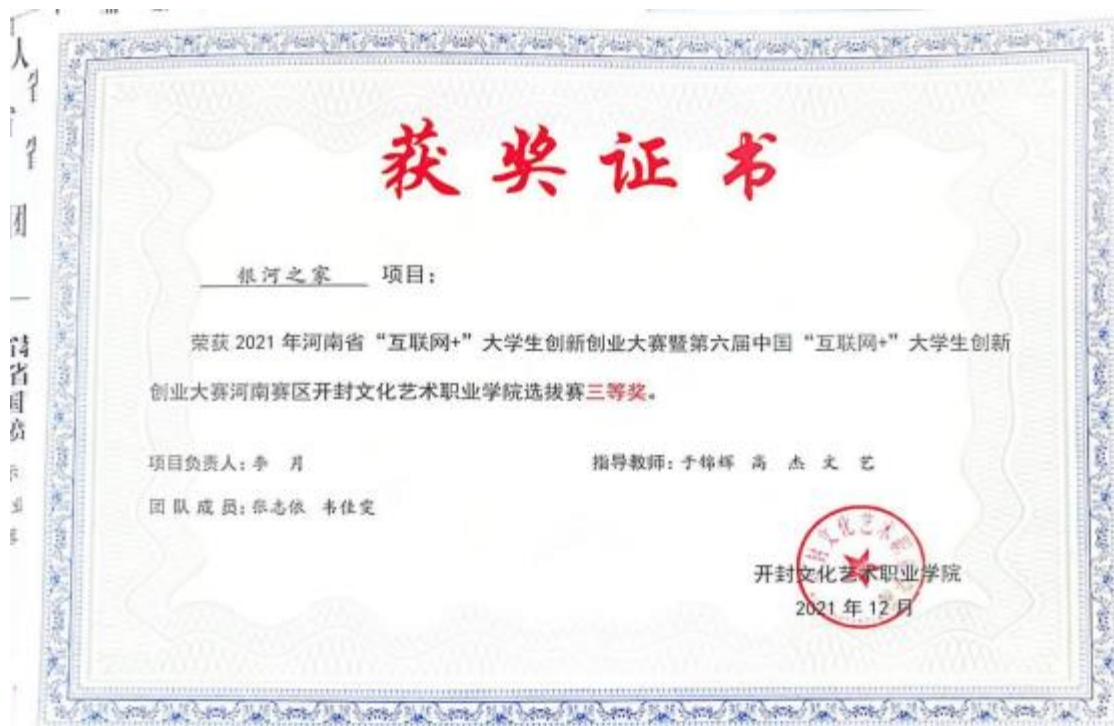 获奖证书
银河之家 项目:
荣获 2021 年河南省“互联网+”大学生创新创业大赛暨第六届中国“互联网+”大学生创新
创业大赛河南赛区开封文化艺术职业学院选拔赛三等奖。
项目负责人: 李 月 指导教师: 于锦辉 高 杰 文 艺
团队成员: 张志依 韦佳雯
开封文化艺术职业学院
2021 年 12 月